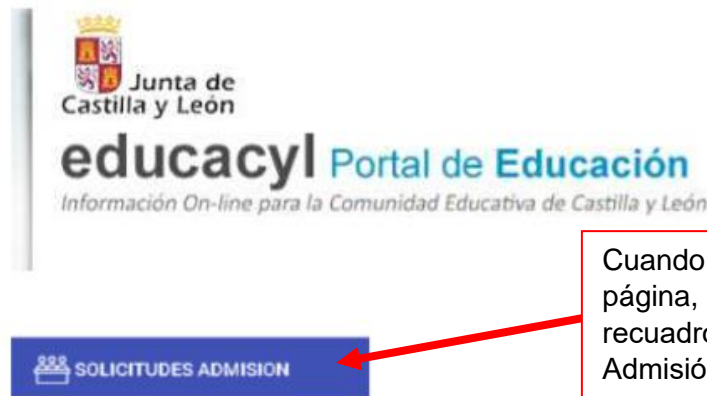 Junta de
Castilla y León
educacyl Portal de Educación
Información On-line para la Comunidad Educativa de Castilla y León
Cuando
página,
recuadro
Admisió
SOLICITUDES ADMISION